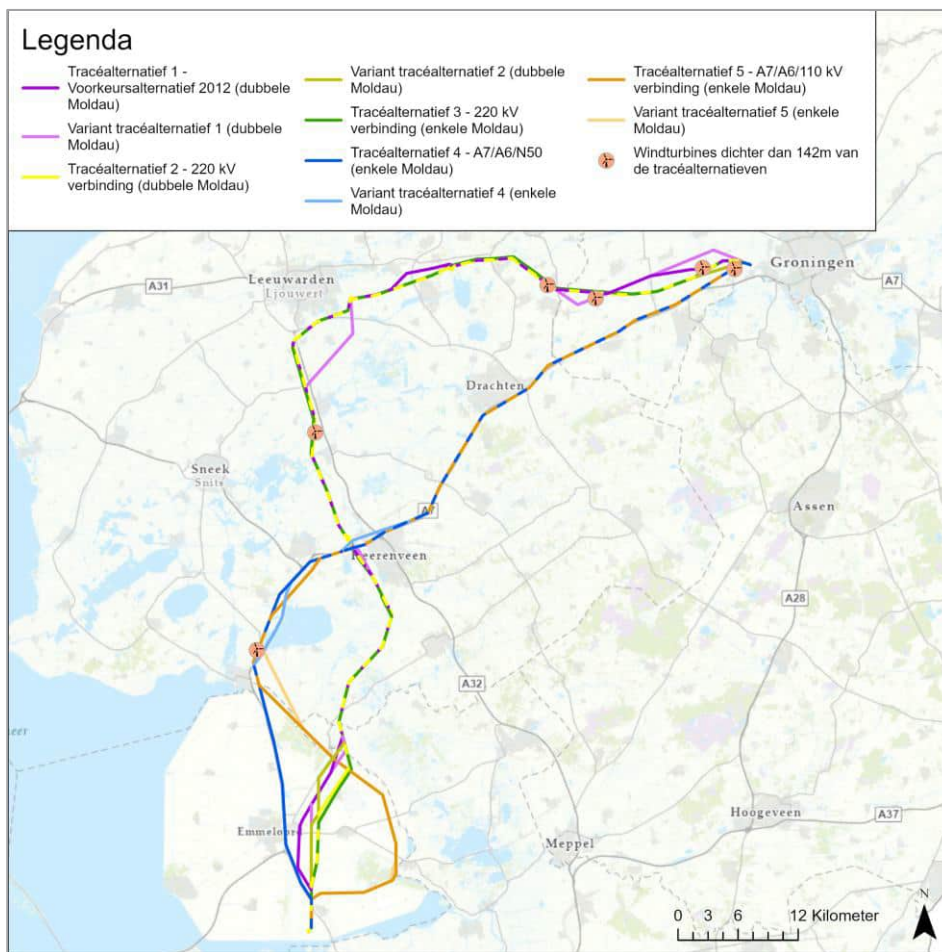 Legenda
Tracéalternatief 1 -
Voorkeursalternatief 2012 (dubbele
Moldau)
Variant tracéalternatief 1 (dubbele
Moldau)
Tracéalternatief 2 - 220 kV
verbinding (dubbele Moldau)
Variant tracéalternatief 2 (dubbele
Moldau)
Tracéalternatief 3 - 220 kV
verbinding (enkele Moldau)
Tracéalternatief 4 - A7/A6/N50
(enkele Moldau)
Variant tracéalternatief 4 (enkele
Moldau)
Tracéalternatief 5 - A7/A6/110 kV
verbinding (enkele Moldau)
Variant tracéalternatief 5 (enkele
Moldau)
Windturbines dichter dan 142m van
de tracéalternatieven
Groningen
Leeuwarden
Ljouwert
A31
A7
Drachten
Sneek
Snits
A7
Assen
Heerenveen
A28
A32
meer
Hoogeveen
A37
Emmeloord
Meppel
N
0 3 6 12 Kilometer